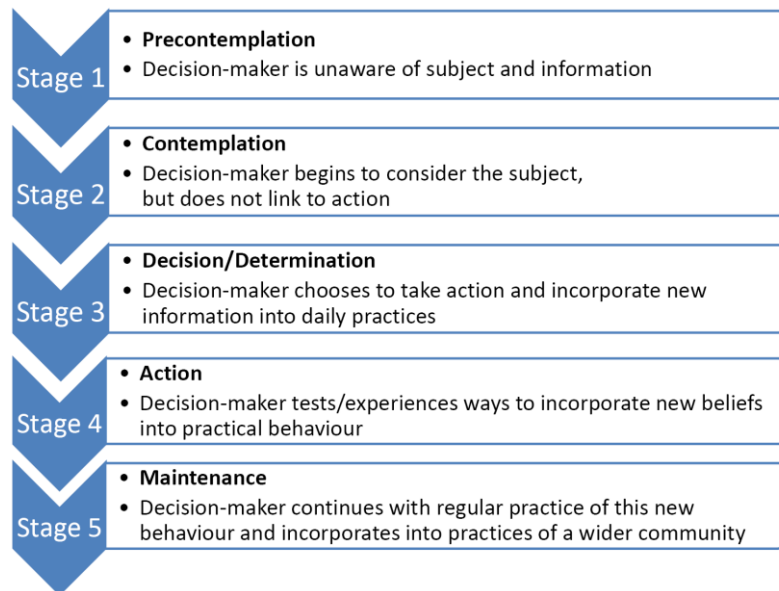 Stage 1
• Precontemplation
• Decision-maker is unaware of subject and information
Stage 2
• Contemplation
• Decision-maker begins to consider the subject,
but does not link to action
Stage 3
• Decision/Determination
• Decision-maker chooses to take action and incorporate new
information into daily practices
Stage 4
• Action
• Decision-maker tests/experiences ways to incorporate new beliefs
into practical behaviour
Stage 5
• Maintenance
• Decision-maker continues with regular practice of this new
behaviour and incorporates into practices of a wider community